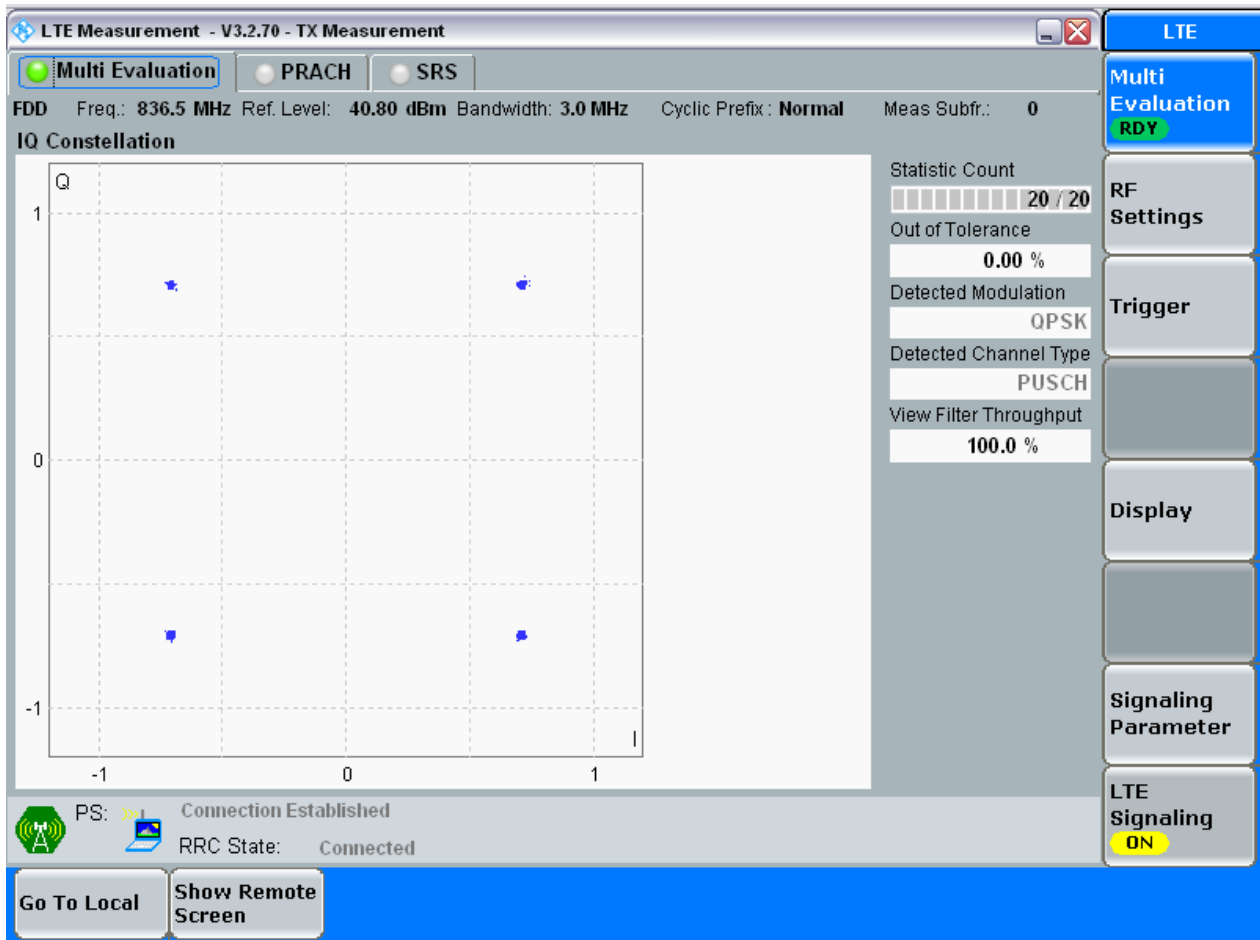 LTE Measurement - V3.2.70 - TX Measurement
LTE
Multi Evaluation PRACH SRS
Multi
Evaluation
RDY
FDD Freq.: 836.5 MHz Ref. Level: 40.80 dBm Bandwidth: 3.0 MHz Cyclic Prefix : Normal Meas Subfr.: 0
IQ Constellation
Q
1
0
-1
I
-1 0 1
Statistic Count
20 / 20
Out of Tolerance
0.00 %
Detected Modulation
QPSK
Detected Channel Type
PUSCH
View Filter Throughput
100.0 %
RF
Settings
Trigger
Display
Signaling
Parameter
LTE
Signaling
ON
PS: Connection Established
RRC State: Connected
Go To Local
Show Remote
Screen